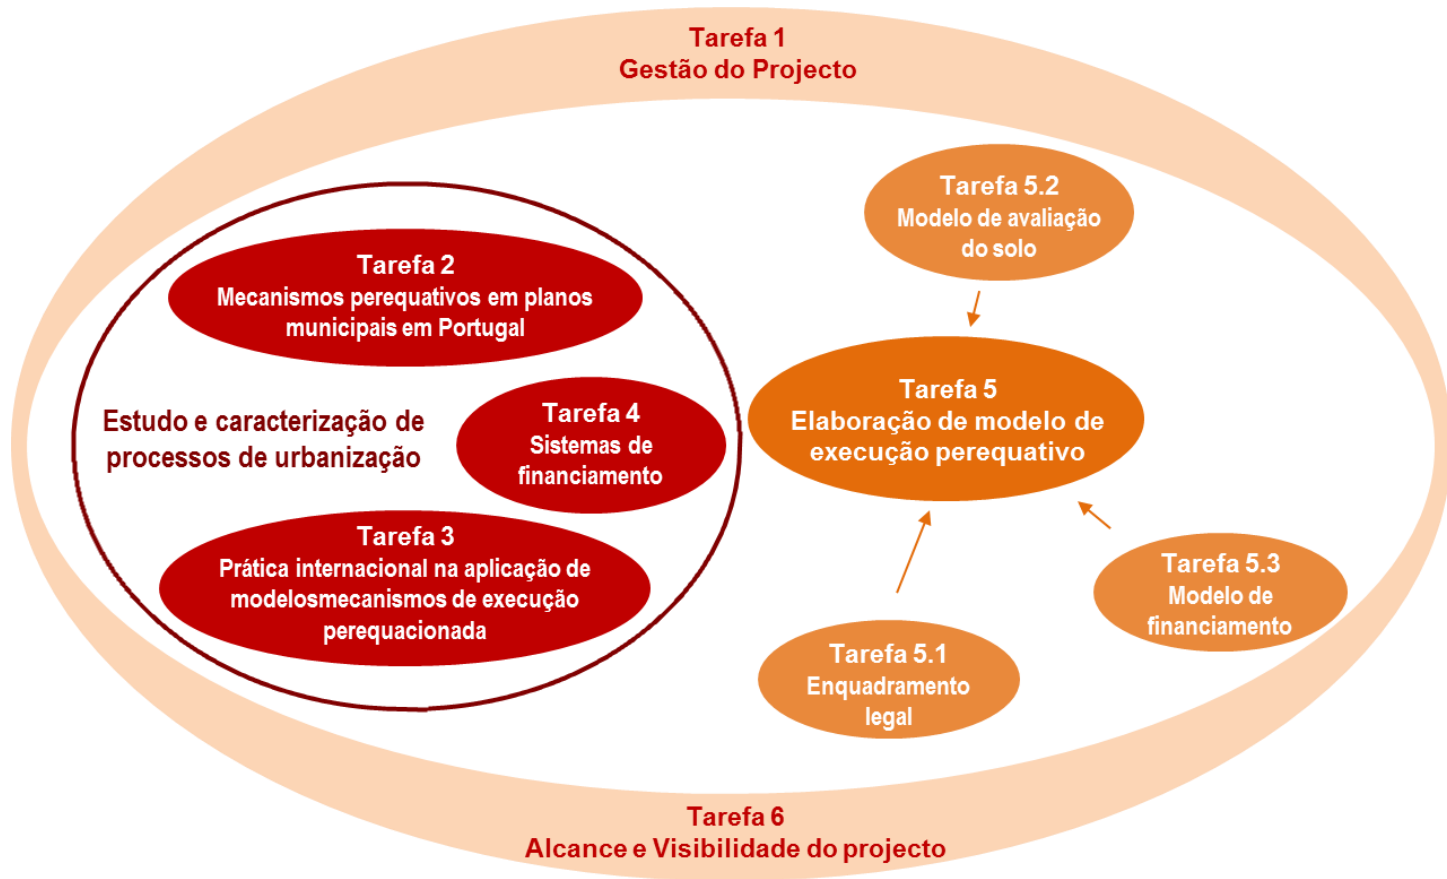 Tarefa 1
Gestão do Projecto
Tarefa 2
Mecanismos perequativos em planos
municipais em Portugal
Estudo e caracterização de
processos de urbanização
Tarefa 4
Sistemas de
financiamento
Tarefa 3
Prática internacional na aplicação de
modelosmecanismos de execução
perequacionada
Tarefa 5.2
Modelo de avaliação
do solo
Tarefa 5
Elaboração de modelo de
execução perequativo
Tarefa 5.3
Modelo de
financiamento
Tarefa 5.1
Enquadramento
legal
Tarefa 6
Alcance e Visibilidade do projecto